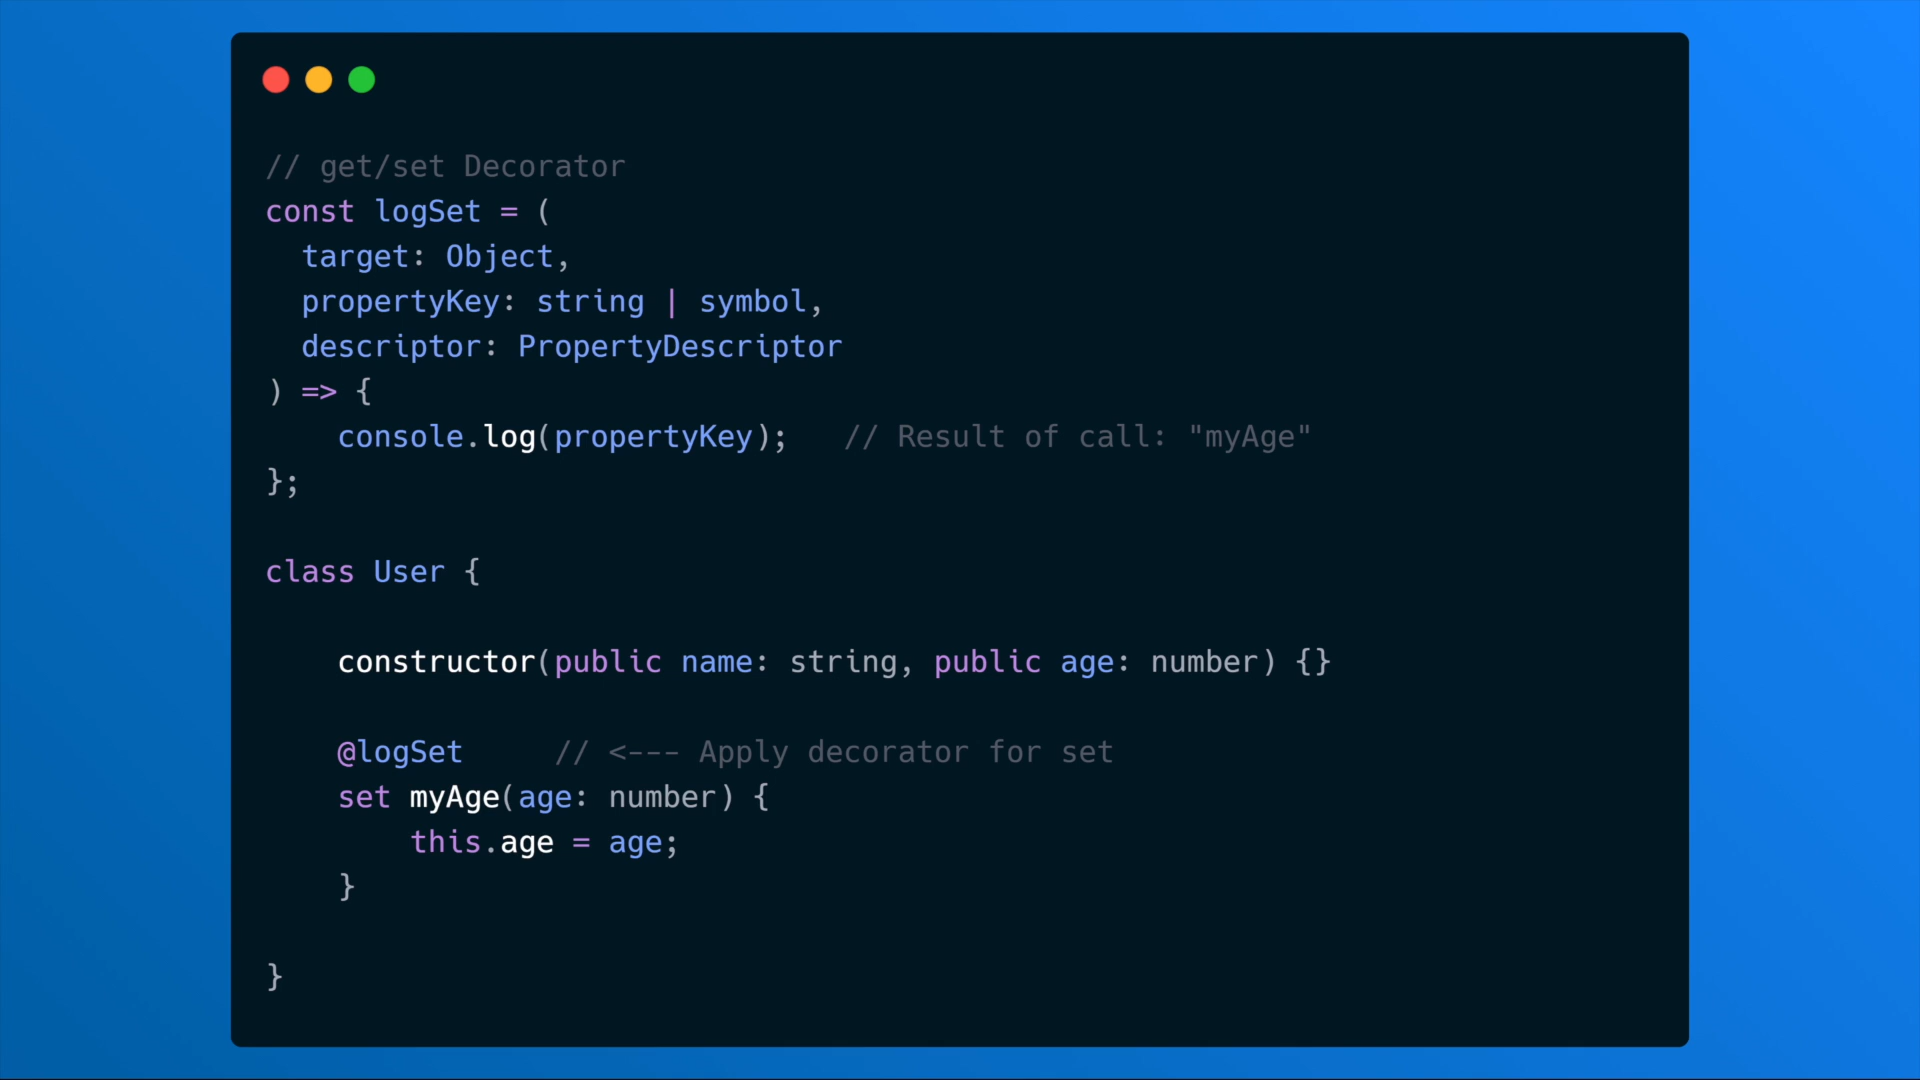 // get/set Decorator
const logSet = (
  target: Object,
  propertyKey: string | symbol,
  descriptor: PropertyDescriptor
) => {
    console.log(propertyKey);   // Result of call: "myAge"
};
class User {
    constructor(public name: string, public age: number) {}
    @logSet     // <--- Apply decorator for set
    set myAge(age: number) {
        this.age = age;
    }
}